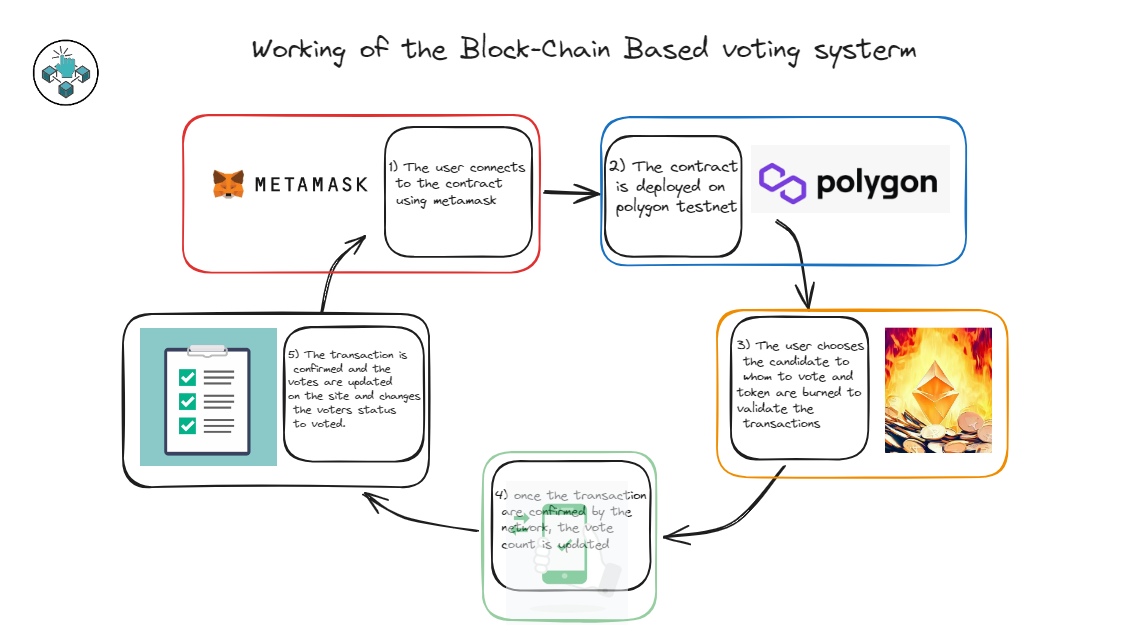 Working of the Block-Chain Based voting systerm
METAMASK
1) The user connects
to the contract
using metamask
2) The contract
is deployed on
polygon testnet
polygon
3) The user chooses
the candidate to
whom to vote and
token are burned to
validate the
transactions
4) once the transaction
are confirmed by the
network, the vote
count is updated
5) The transaction is
confirmed and the
votes are updated
on the site and changes
the voters status
to voted.